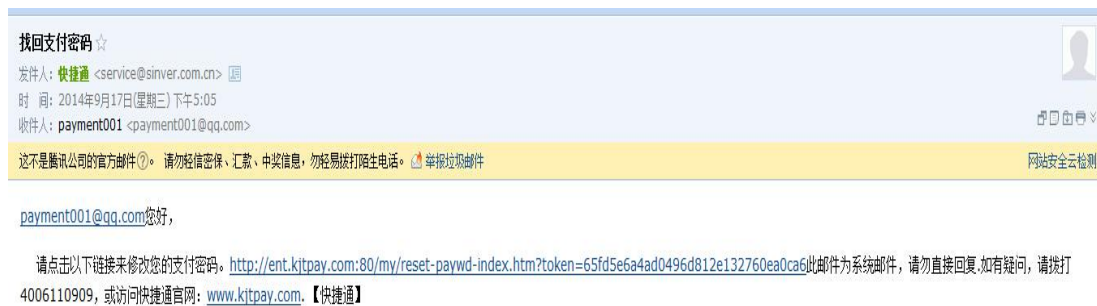 找回支付密码☆
发件人：快捷通 <service@sinver.com.cn>
时 间：2014年9月17日(星期三) 下午5:05
收件人：payment001 <payment001@qq.com>
这不是腾讯公司的官方邮件?。 请勿轻信密保、汇款、中奖信息，勿轻易拨打陌生电话。 举报垃圾邮件 网站安全云检测
payment001@qq.com您好，
请点击以下链接来修改您的支付密码。http://ent.kjtpay.com:80/my/reset-paywd-index.htm?token=65fd5e6a4ad0496d812e132760ea0ca6此邮件为系统邮件，请勿直接回复.如有疑问，请拨打
4006110909，或访问快捷通官网：www.kjtpay.com.【快捷通】